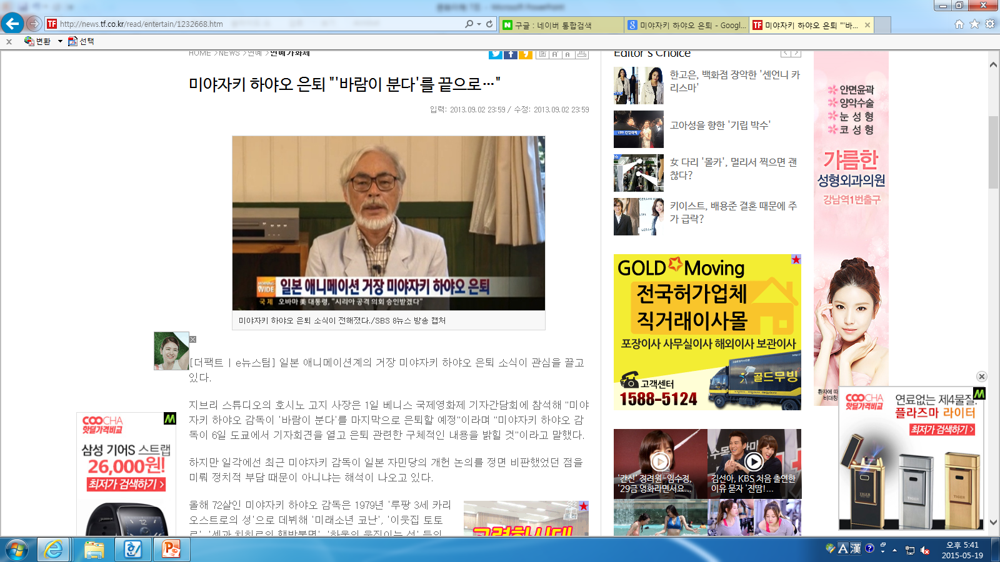 http://news.tf.co.kr/read/entertain/1232668.htm
구글 : 네이버 통합검색
미야자키 하야오 은퇴 - Googl...
미야자키 하야오 은퇴 "'바...
변환
선택
HOME >NEWS >연예 >연예가화제
미야자키 하야오 은퇴 "'바람이 분다'를 끝으로…"
입력: 2013.09.02 23:59 / 수정: 2013.09.02 23:59
MORNING WIDE
일본 애니메이션 거장 미야자키 하야오 은퇴
국제 오바마 美 대통령, "시리아 공격 의회 승인받겠다"
미야자키 하야오 은퇴 소식이 전해졌다./SBS 8뉴스 방송 캡처
[더팩트 | e뉴스팀] 일본 애니메이션계의 거장 미야자키 하야오 은퇴 소식이 관심을 끌고
있다.
지브리 스튜디오의 호시노 고지 사장은 1일 베니스 국제영화제 기자간담회에 참석해 "미야
자키 하야오 감독이 '바람이 분다'를 마지막으로 은퇴할 예정"이라며 "미야자키 하야오 감
독이 6일 도쿄에서 기자회견을 열고 은퇴 관련한 구체적인 내용을 밝힐 것"이라고 말했다.
하지만 일각에선 최근 미야자키 감독이 일본 자민당의 개헌 논의를 정면 비판했었던 점을
미뤄 정치적 부담 때문이 아니냐는 해석이 나오고 있다.
올해 72살인 미야자키 하야오 감독은 1979년 '루팡 3세 카리
오스트로의 성'으로 데뷔해 '미래소년 코난', '이웃집 토토
로', '센과 치히로의 행방불명', '하울의 움직이는 성' 등의
Editor's Choice
한고은, 백화점 장악한 '센언니 카
리스마'
고아성을 향한 '기립 박수'
女 다리 '몰카', 멀리서 찍으면 괜
찮다?
키이스트, 배용준 결혼 때문에 주
가 급락?
GOLD Moving
전국허가업체
직거래이사몰
포장이사 사무실이사 해외이사 보관이사
골드무빙
고객센터
1588-5124
'간신' 정려원-임수정,
'29금 영화라면서요...
김선아, KBS 처음 출연한
이유 묻자 '진땀!...
안면윤곽
양악수술
눈 성 형
코 성 형
갸름한
성형외과의원
강남역1번출구
COOCHA
핫딜가격비교
삼성 기어S 스트랩
26,000원!
최저가 검색하기 >
COOCHA
핫딜가격비교
연료없는 제4물질!
플라즈마 라이터
최저가 검색하기 >
TIGER
TIGER
TIGER
오후 5:41
2015-05-19